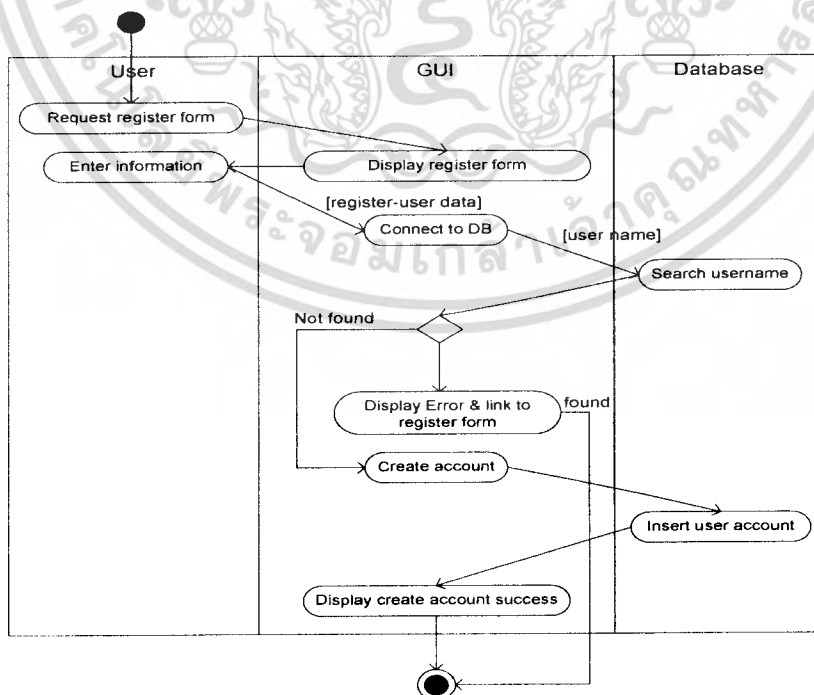 User
GUI
Database
Request register form
Enter information
Display register form
[register-user data]
Connect to DB
[user name]
Search username
Not found
Display Error & link to
register form
found
Create account
Insert user account
Display create account success